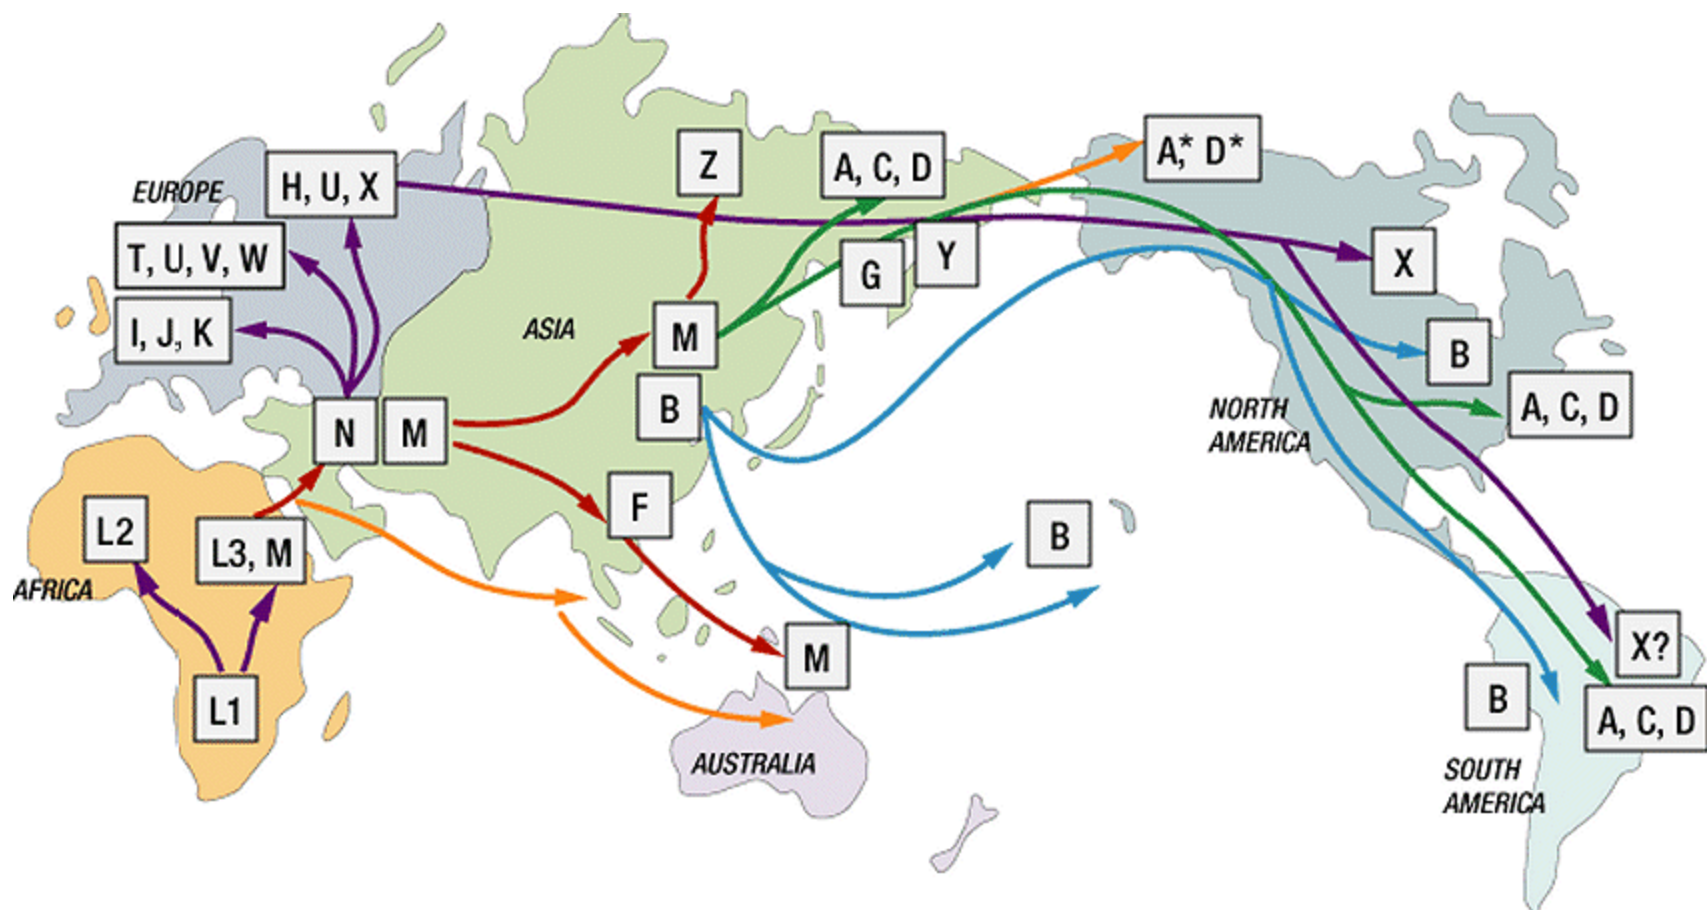 EUROPE
H, U, X
T, U, V, W
I, J, K
N
M
L2
L3, M
AFRICA
L1
ASIA
Z
A, C, D
G
Y
M
B
F
M
AUSTRALIA
B
A,* D*
X
B
A, C, D
NORTH
AMERICA
X?
B
A, C, D
SOUTH
AMERICA